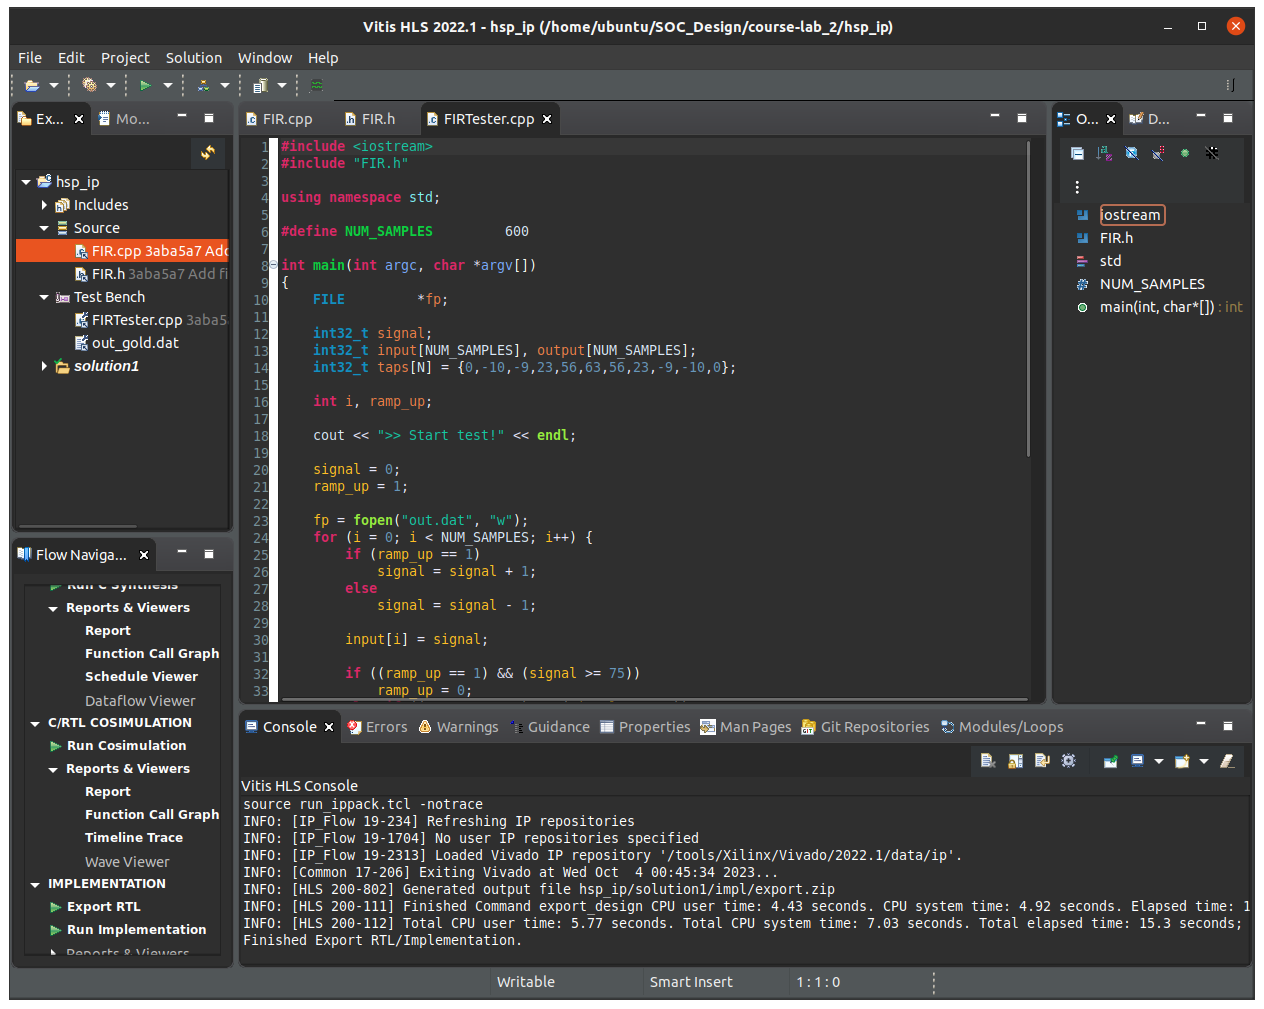 Vitis HLS 2022.1 - hsp_ip (/home/ubuntu/SOC_Design/course-lab_2/hsp_ip)
File Edit Project Solution Window Help
Ex... Mo...
hsp_ip
Includes
Source
FIR.cpp 3aba5a7 Adc
FIR.h 3aba5a7 Add fi
Test Bench
FIRTester.cpp 3aba5
out_gold.dat
solution1
Flow Naviga...
Run C Synthesis
Reports & Viewers
Report
Function Call Graph
Schedule Viewer
Dataflow Viewer
C/RTL COSIMULATION
Run Cosimulation
Reports & Viewers
Report
Function Call Graph
Timeline Trace
Wave Viewer
IMPLEMENTATION
Export RTL
Run Implementation
Reports & Viewers
FIR.cpp FIR.h FIRTester.cpp
1 #include <iostream>
2 #include "FIR.h"
3
4 using namespace std;
5
6 #define NUM_SAMPLES 600
7
8 int main(int argc, char *argv[])
9 {
10 FILE *fp;
11
12 int32_t signal;
13 int32_t input[NUM_SAMPLES], output[NUM_SAMPLES];
14 int32_t taps[N] = {0,-10,-9,23,56,63,56,23,-9,-10,0};
15
16 int i, ramp_up;
17
18 cout << ">> Start test!" << endl;
19
20 signal = 0;
21 ramp_up = 1;
22
23 fp = fopen("out.dat", "w");
24 for (i = 0; i < NUM_SAMPLES; i++) {
25 if (ramp_up == 1)
26 signal = signal + 1;
27 else
28 signal = signal - 1;
29
30 input[i] = signal;
31
32 if ((ramp_up == 1) && (signal >= 75))
33 ramp_up = 0;
O... D...
iostream
FIR.h
std
NUM_SAMPLES
main(int, char*[]) : int
Console Errors Warnings Guidance Properties Man Pages Git Repositories Modules/Loops
Vitis HLS Console
source run_ippack.tcl -notrace
INFO: [IP_Flow 19-234] Refreshing IP repositories
INFO: [IP_Flow 19-1704] No user IP repositories specified
INFO: [IP_Flow 19-2313] Loaded Vivado IP repository '/tools/Xilinx/Vivado/2022.1/data/ip'.
INFO: [Common 17-206] Exiting Vivado at Wed Oct  4 00:45:34 2023...
INFO: [HLS 200-802] Generated output file hsp_ip/solution1/impl/export.zip
INFO: [HLS 200-111] Finished Command export_design CPU user time: 4.43 seconds. CPU system time: 4.92 seconds. Elapsed time: 1
INFO: [HLS 200-112] Total CPU user time: 5.77 seconds. Total CPU system time: 7.03 seconds. Total elapsed time: 15.3 seconds;
Finished Export RTL/Implementation.
Writable Smart Insert 1 : 1 : 0